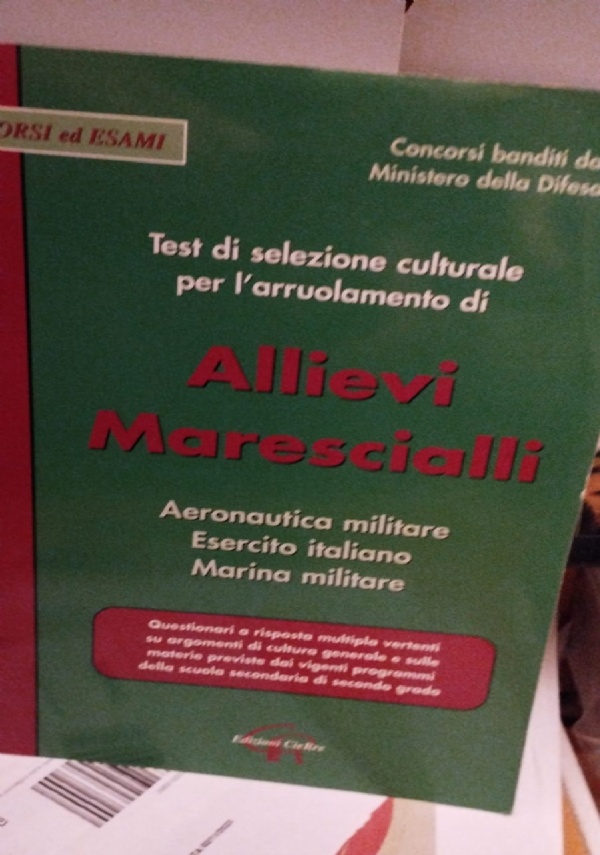 ORSI ed ESAMI
Concorsi banditi da
Ministero della Difesa
Test di selezione culturale
per l'arruolamento di
Allievi
Marescialli
Aeronautica militare
Esercito italiano
Marina militare
Questionari a risposta multipla vertenti
su argomenti di cultura generale e sulle
materie previste dai vigenti programmi
della scuola secondaria di secondo grado
Edizioni CieRre